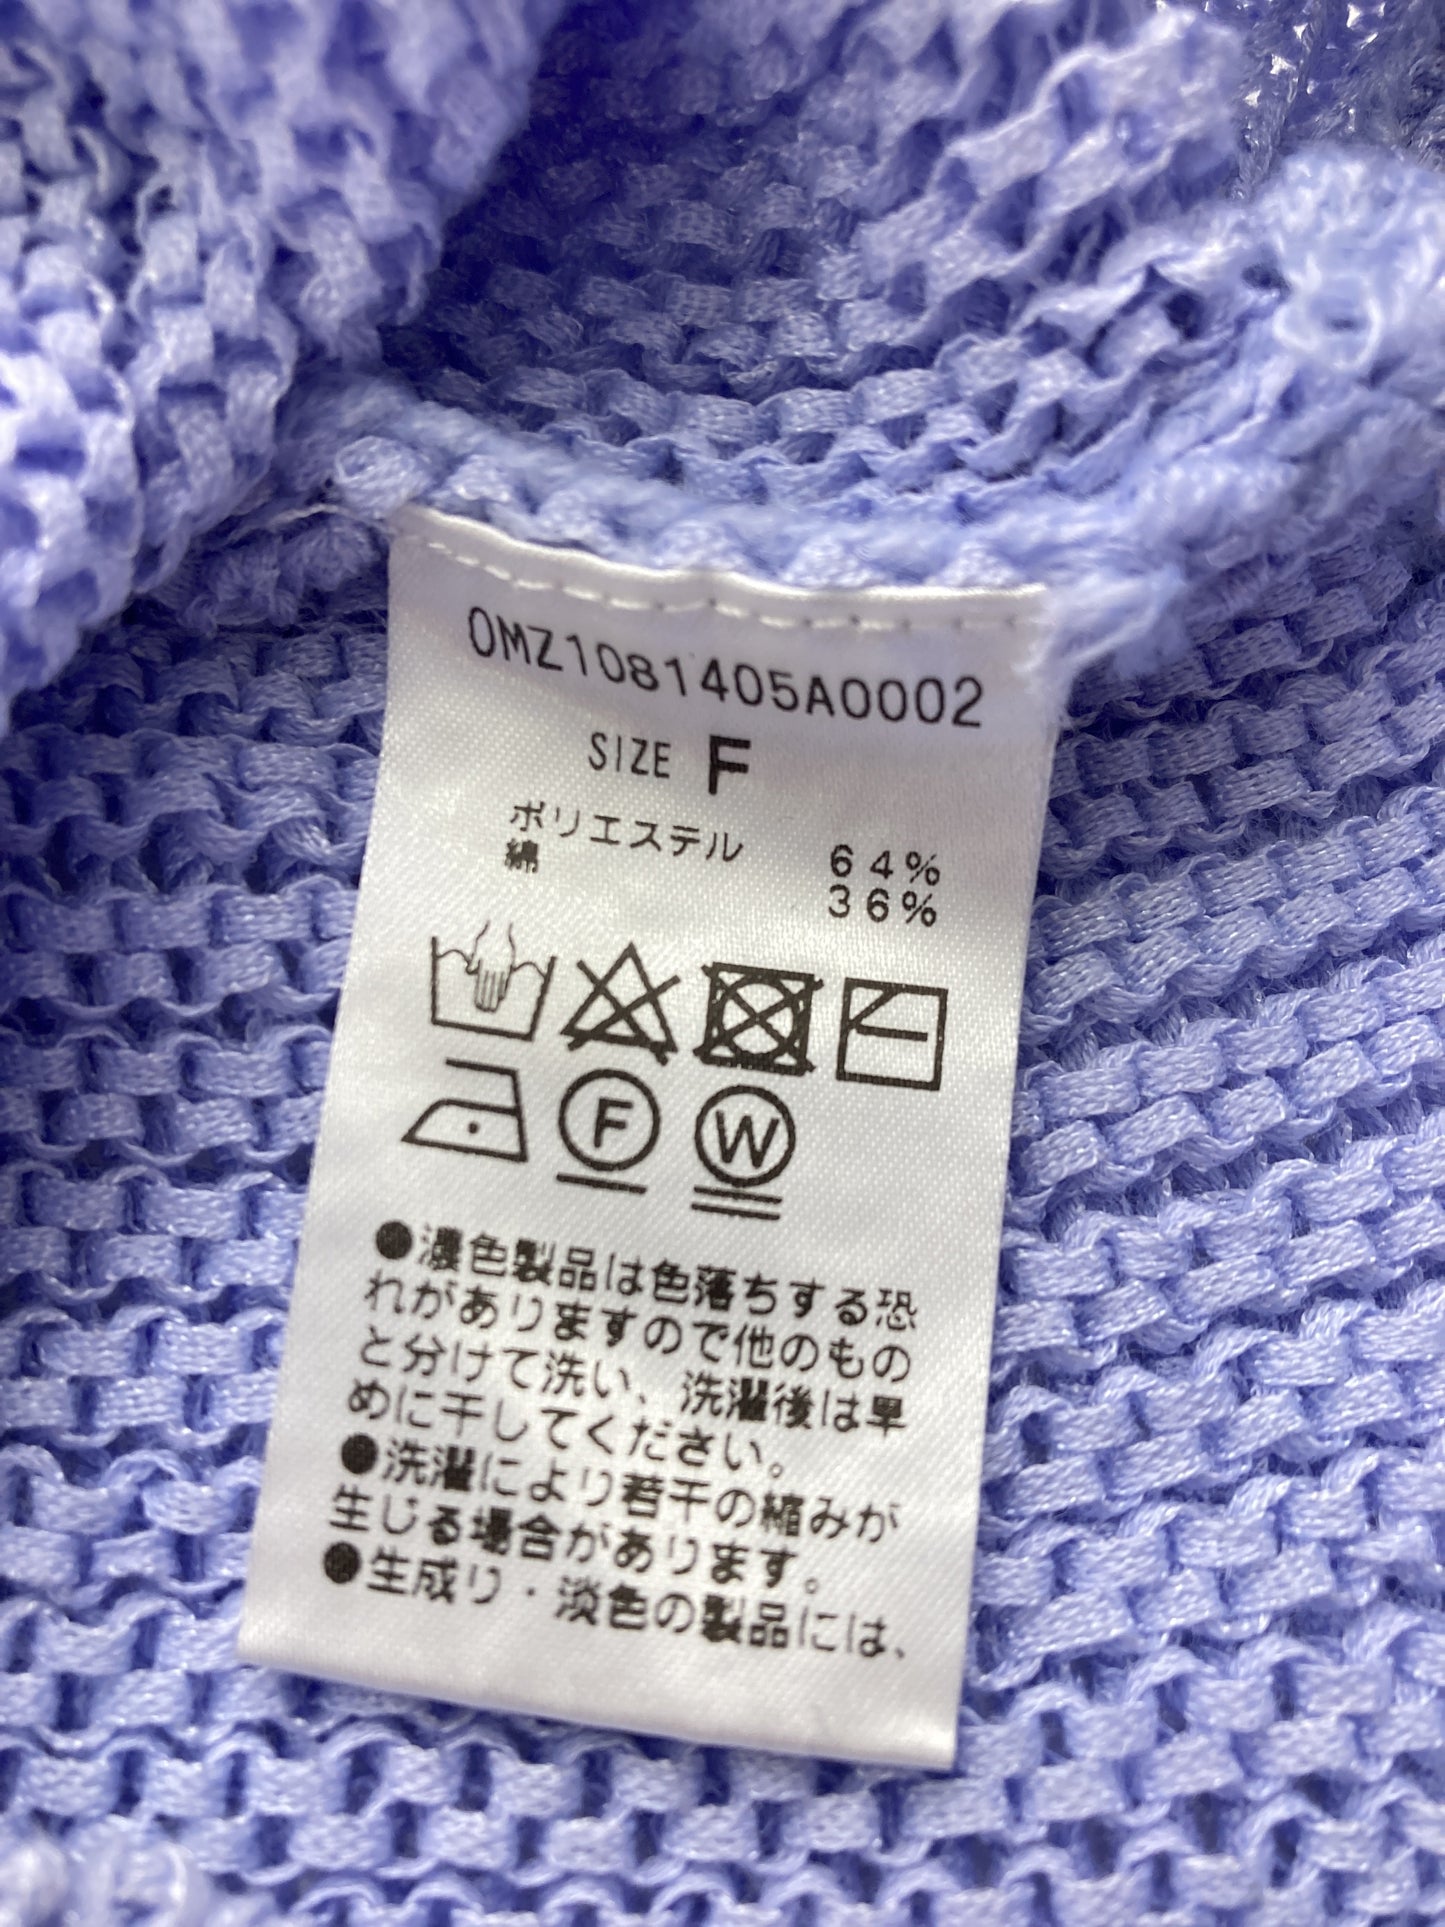 OMZ1081405A0002
SIZE F
ポリエステル 64%
綿 36%
F W
●濃色製品は色落ちする恐
れがありますので他のもの
と分けて洗い、洗濯後は早
めに干してください。
●洗濯により若干の縮みが
生じる場合があります。
●生成り・淡色の製品には、